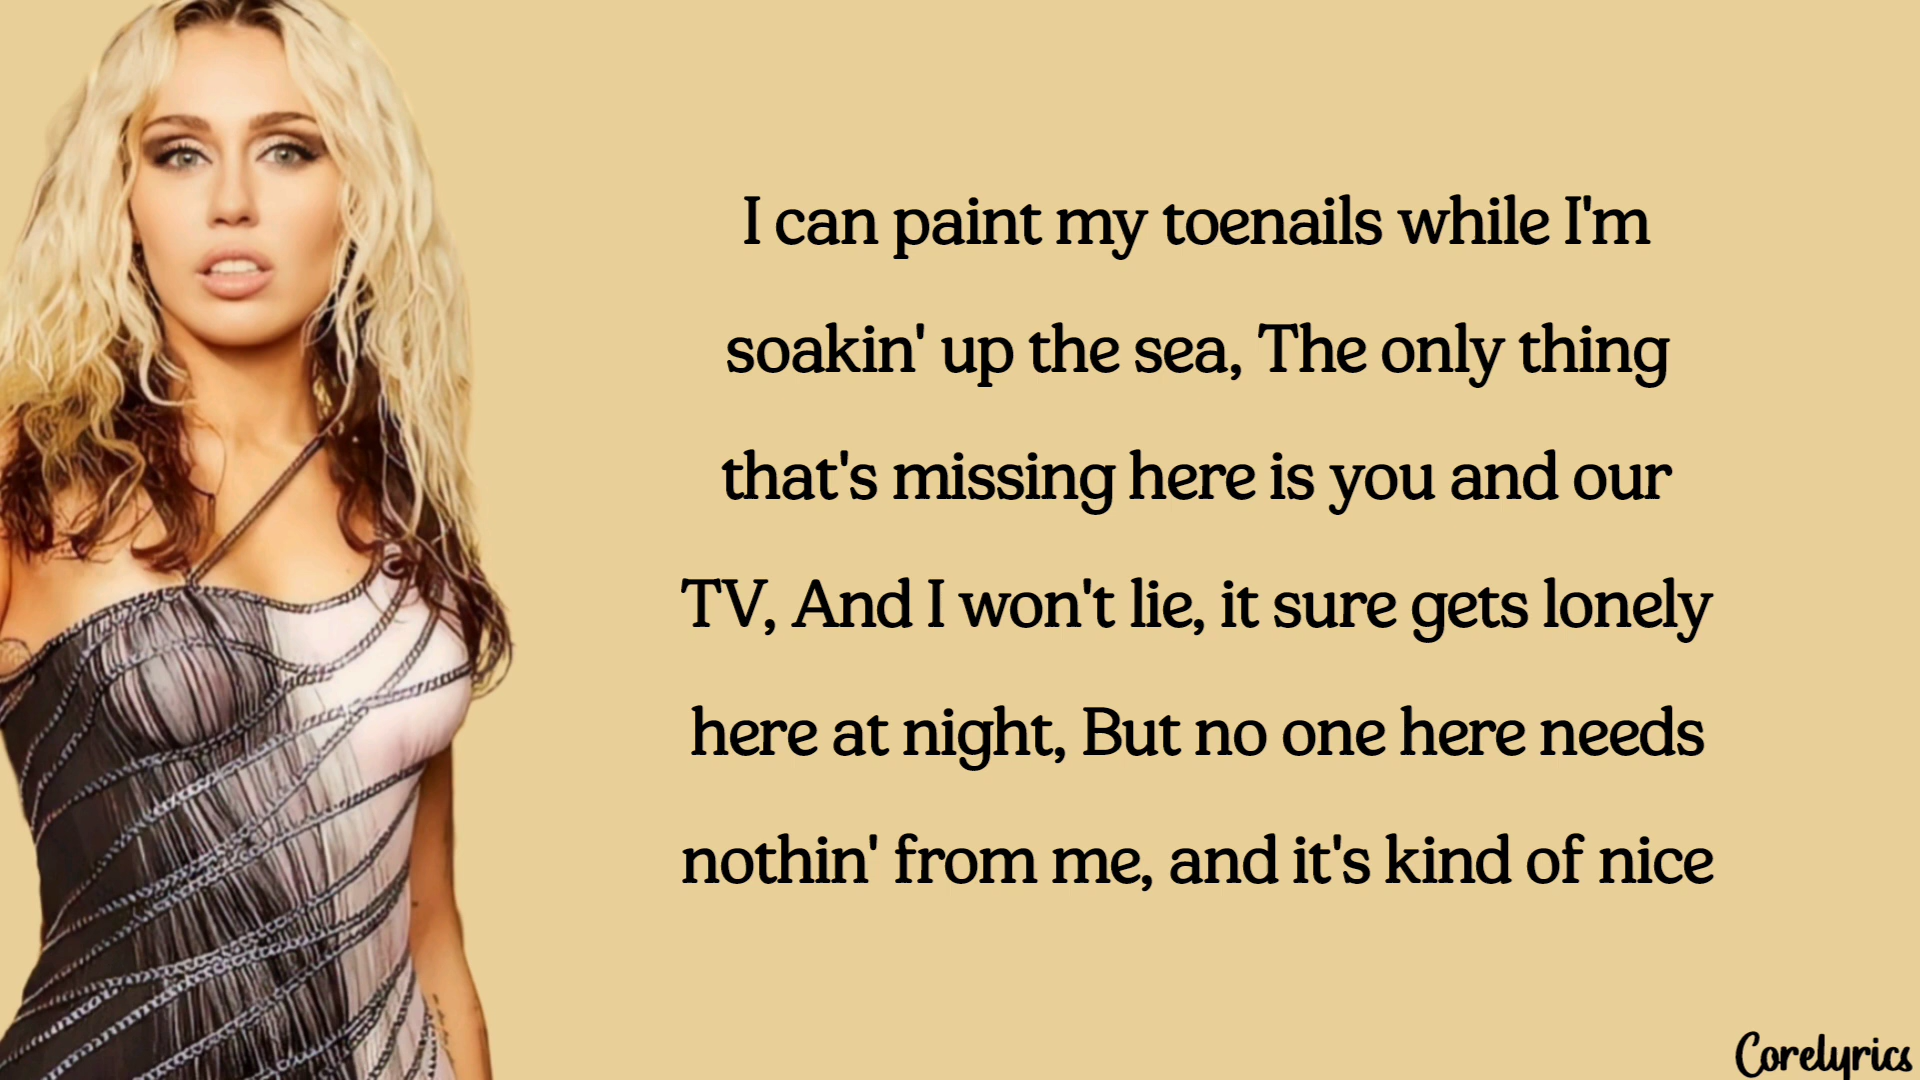 I can paint my toenails while I'm
soakin' up the sea, The only thing
that's missing here is you and our
TV, And I won't lie, it sure gets lonely
here at night, But no one here needs
nothin' from me, and it's kind of nice
Corelyrics